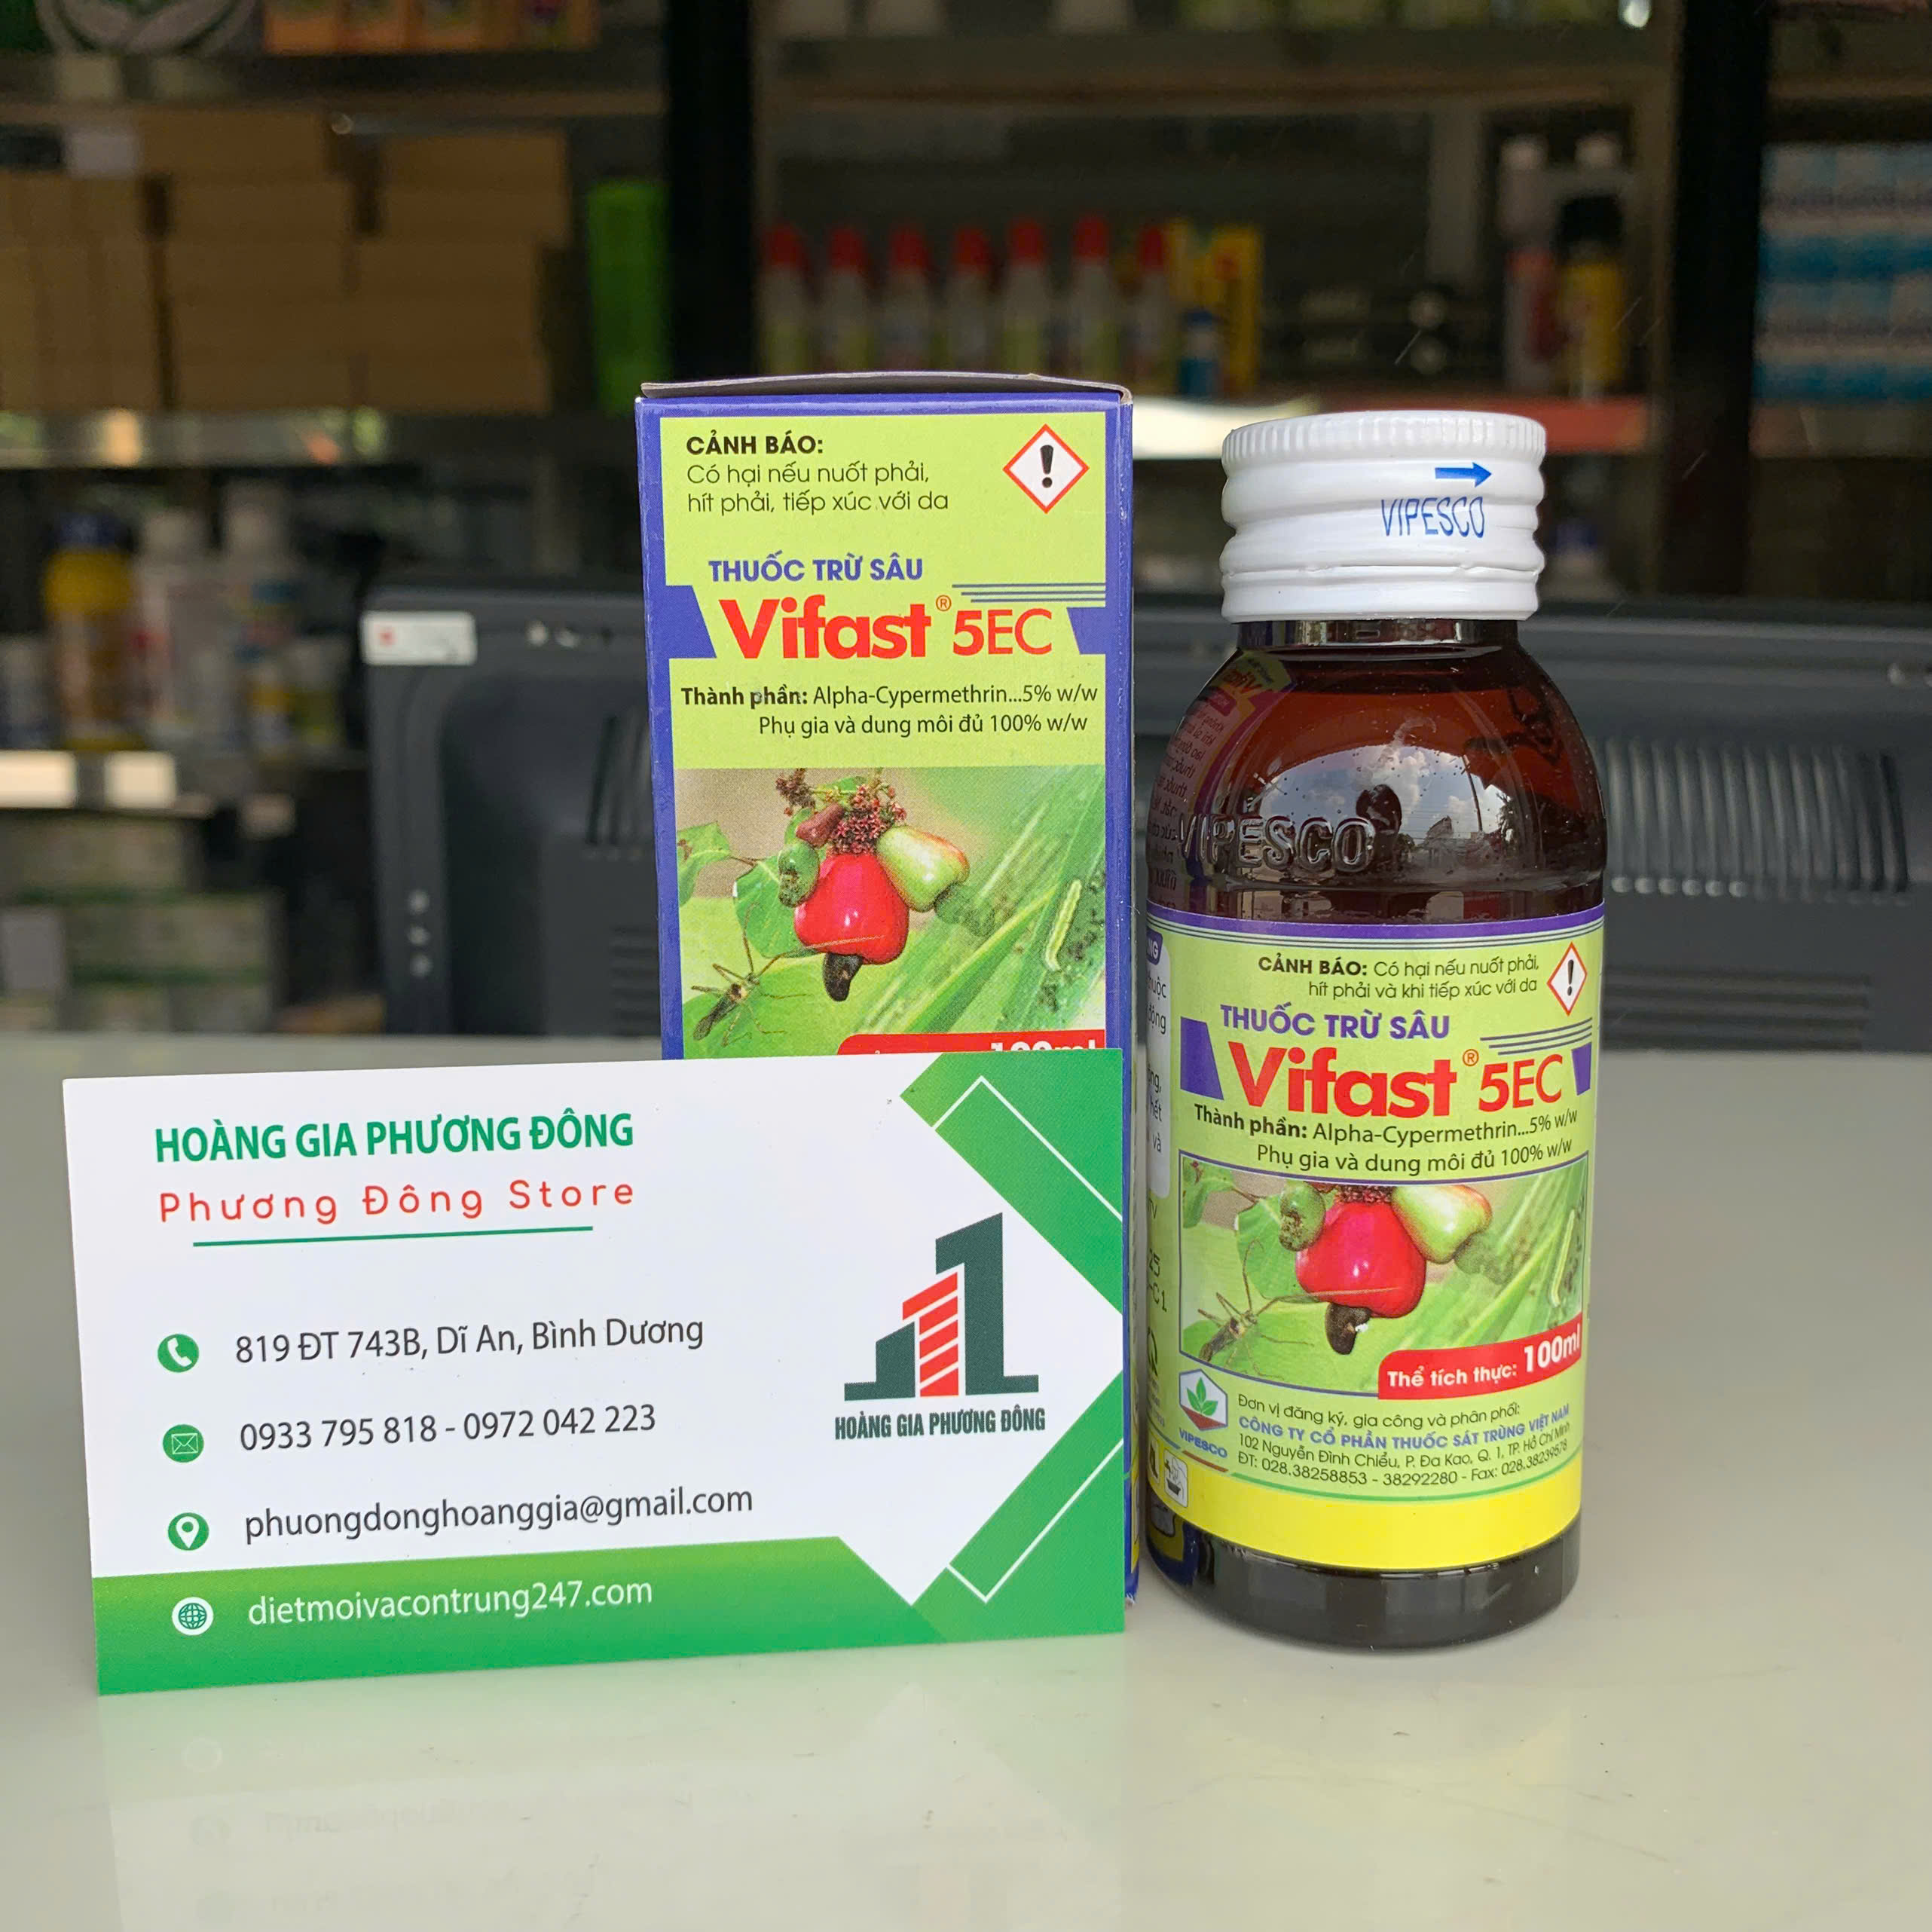 CẢNH BÁO:
Có hại nếu nuốt phải,
hít phải, tiếp xúc với da
THUỐC TRỪ SÂU
Vifast® 5EC
Thành phần: Alpha-Cypermethrin...5% w/w
Phụ gia và dung môi đủ 100% w/w
100ml
VIPESCO
VIPESCO
CẢNH BÁO: Có hại nếu nuốt phải,
hít phải và khi tiếp xúc với da
THUỐC TRỪ SÂU
Vifast® 5EC
Thành phần: Alpha-Cypermethrin...5% w/w
Phụ gia và dung môi đủ 100% w/w
Thể tích thực: 100ml
VIPESCO
Đơn vị đăng ký, gia công và phân phối:
CÔNG TY CỔ PHẦN THUỐC SÁT TRÙNG VIỆT NAM
102 Nguyễn Đình Chiểu, P. Đa Kao, Q. 1, TP. Hồ Chí Minh
ĐT: 028.38258853 - 38292280 - Fax: 028.38239578
HOÀNG GIA PHƯƠNG ĐÔNG
Phương Đông Store
819 ĐT 743B, Dĩ An, Bình Dương
0933 795 818 - 0972 042 223
phuongdonghoanggia@gmail.com
dietmoivacontrung247.com
HOÀNG GIA PHƯƠNG ĐÔNG